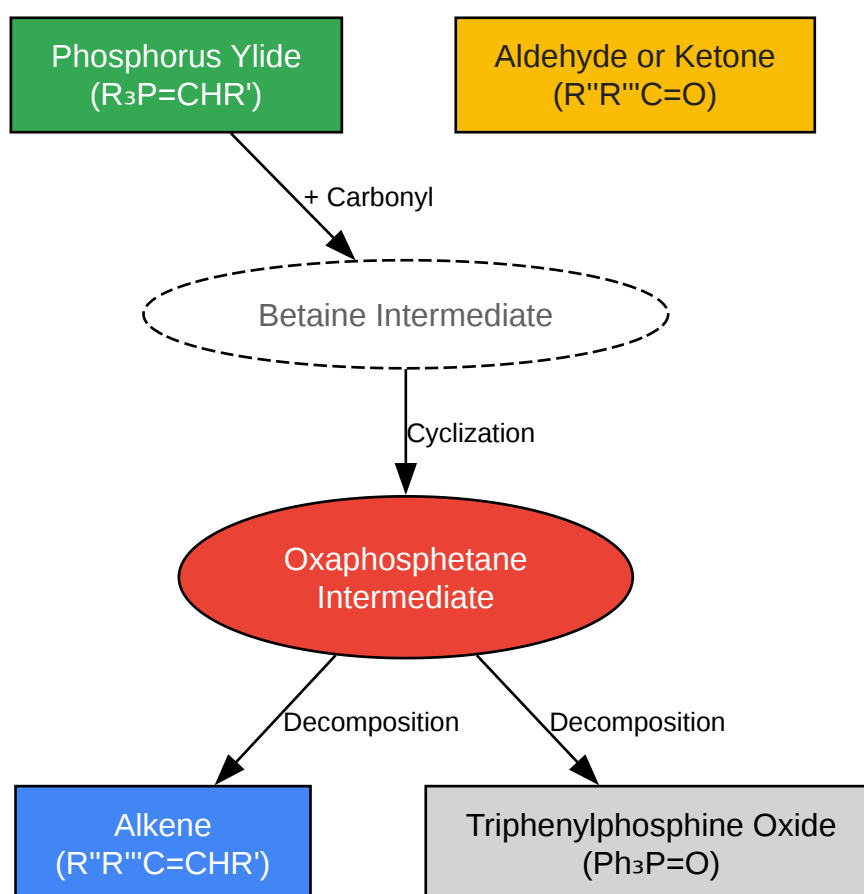 Phosphorus Ylide
(R₃P=CHR')
Aldehyde or Ketone
(R''R'''C=O)
+ Carbonyl
Betaine Intermediate
Cyclization
Oxaphosphetane
Intermediate
Decomposition
Decomposition
Alkene
(R''R'''C=CHR')
Triphenylphosphine Oxide
(Ph₃P=O)